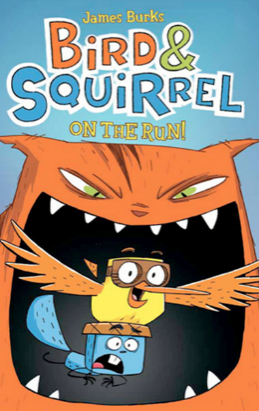 James Burks
BiRD &
SQUiRREL
ON THE RUN!